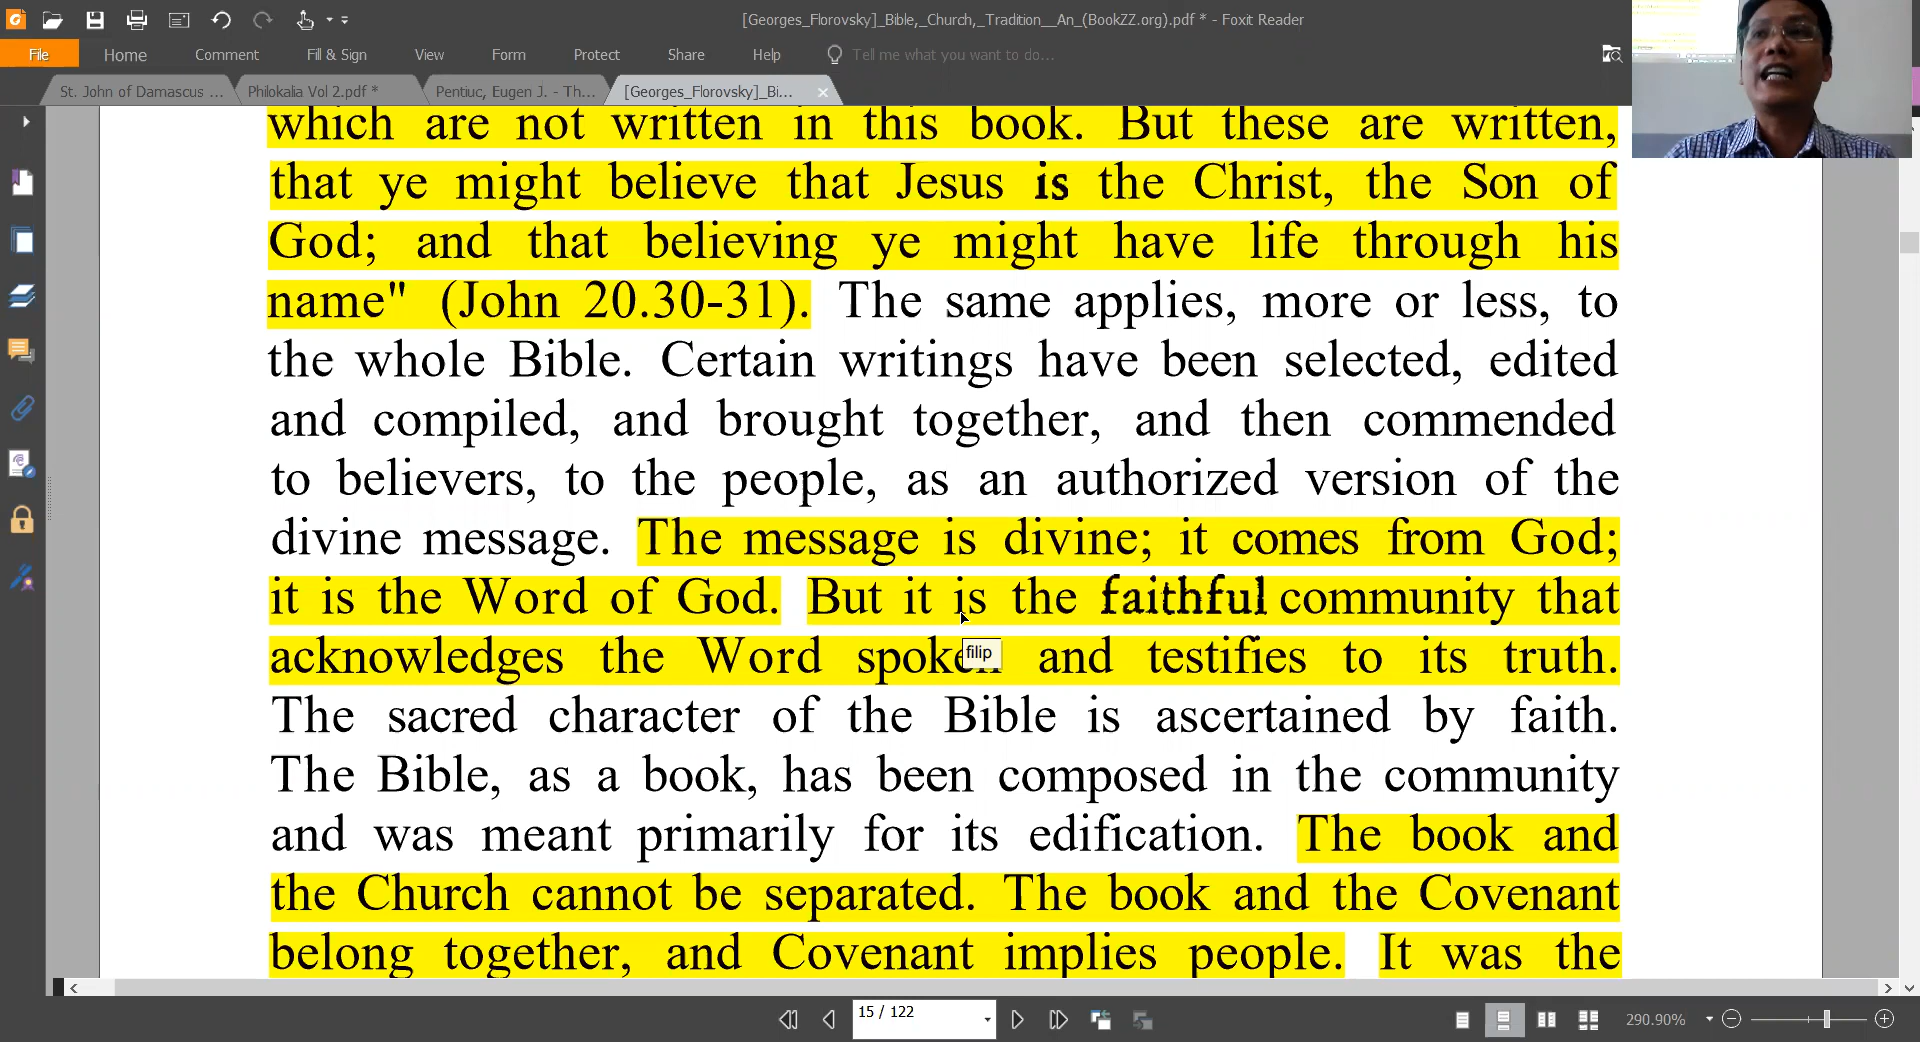 [Georges_Florovsky]_Bible,_Church,_Tradition__An_(BookZZ.org).pdf * - Foxit Reader
File Home Comment Fill & Sign View Form Protect Share Help Tell me what you want to do...
St. John of Damascus ... Philokalia Vol 2.pdf * Pentiuc, Eugen J. - Th... [Georges_Florovsky]_Bi...
which are not written in this book. But these are written,
that ye might believe that Jesus is the Christ, the Son of
God; and that believing ye might have life through his
name" (John 20.30-31). The same applies, more or less, to
the whole Bible. Certain writings have been selected, edited
and compiled, and brought together, and then commended
to believers, to the people, as an authorized version of the
divine message. The message is divine; it comes from God;
it is the Word of God. But it is the faithful community that
acknowledges the Word spoken and testifies to its truth.
filip
The sacred character of the Bible is ascertained by faith.
The Bible, as a book, has been composed in the community
and was meant primarily for its edification. The book and
the Church cannot be separated. The book and the Covenant
belong together, and Covenant implies people. It was the
15 / 122
290.90%